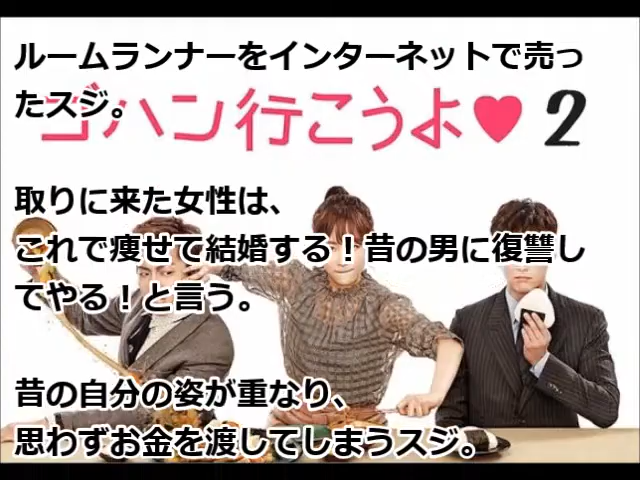 ルームランナーをインターネットで売っ
たスジ。
ゴハン行こうよ♥2
取りに来た女性は、
これで痩せて結婚する！昔の男に復讐し
てやる！と言う。
昔の自分の姿が重なり、
思わずお金を渡してしまうスジ。